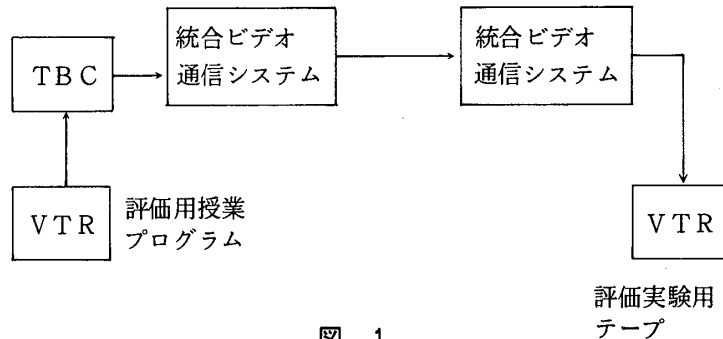 統合ビデオ
通信システム
統合ビデオ
通信システム
TBC
VTR
評価用授業
プログラム
VTR
評価実験用
テープ
図 1